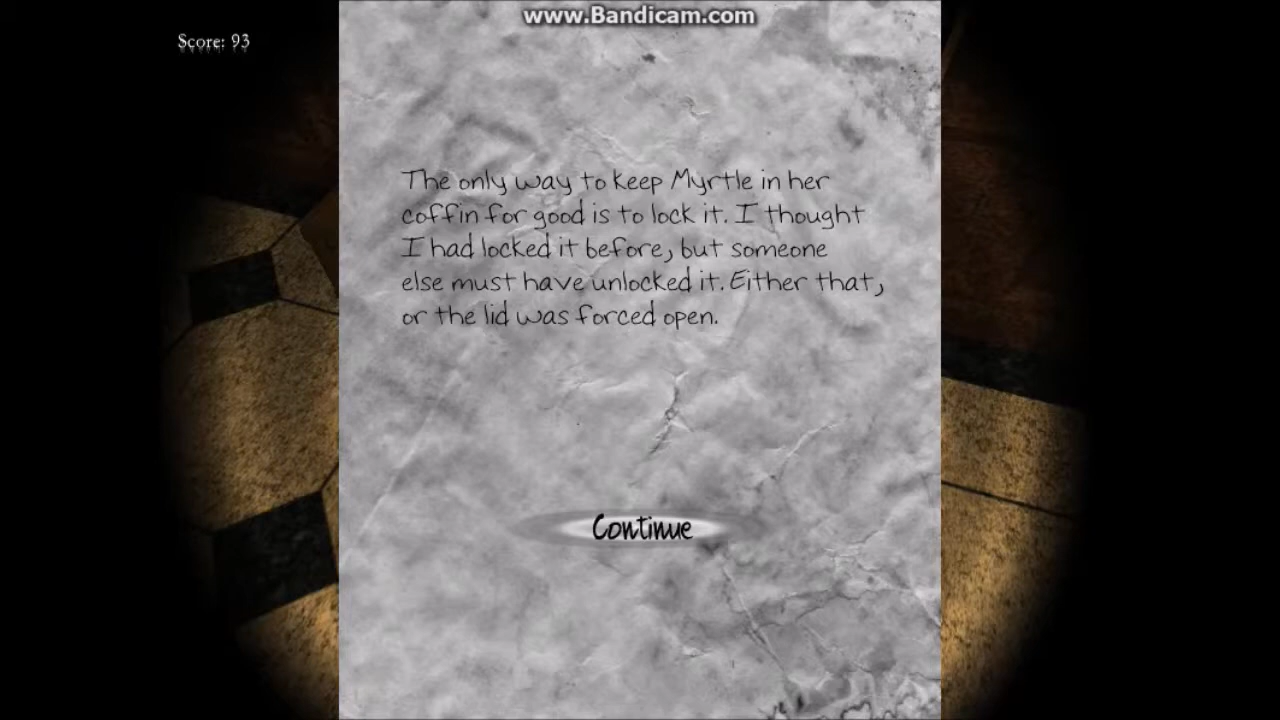 www.Bandicam.com
Score: 93
The only way to keep Myrtle in her
coffin for good is to lock it. I thought
I had locked it before, but someone
else must have unlocked it. Either that,
or the lid was forced open.
Continue